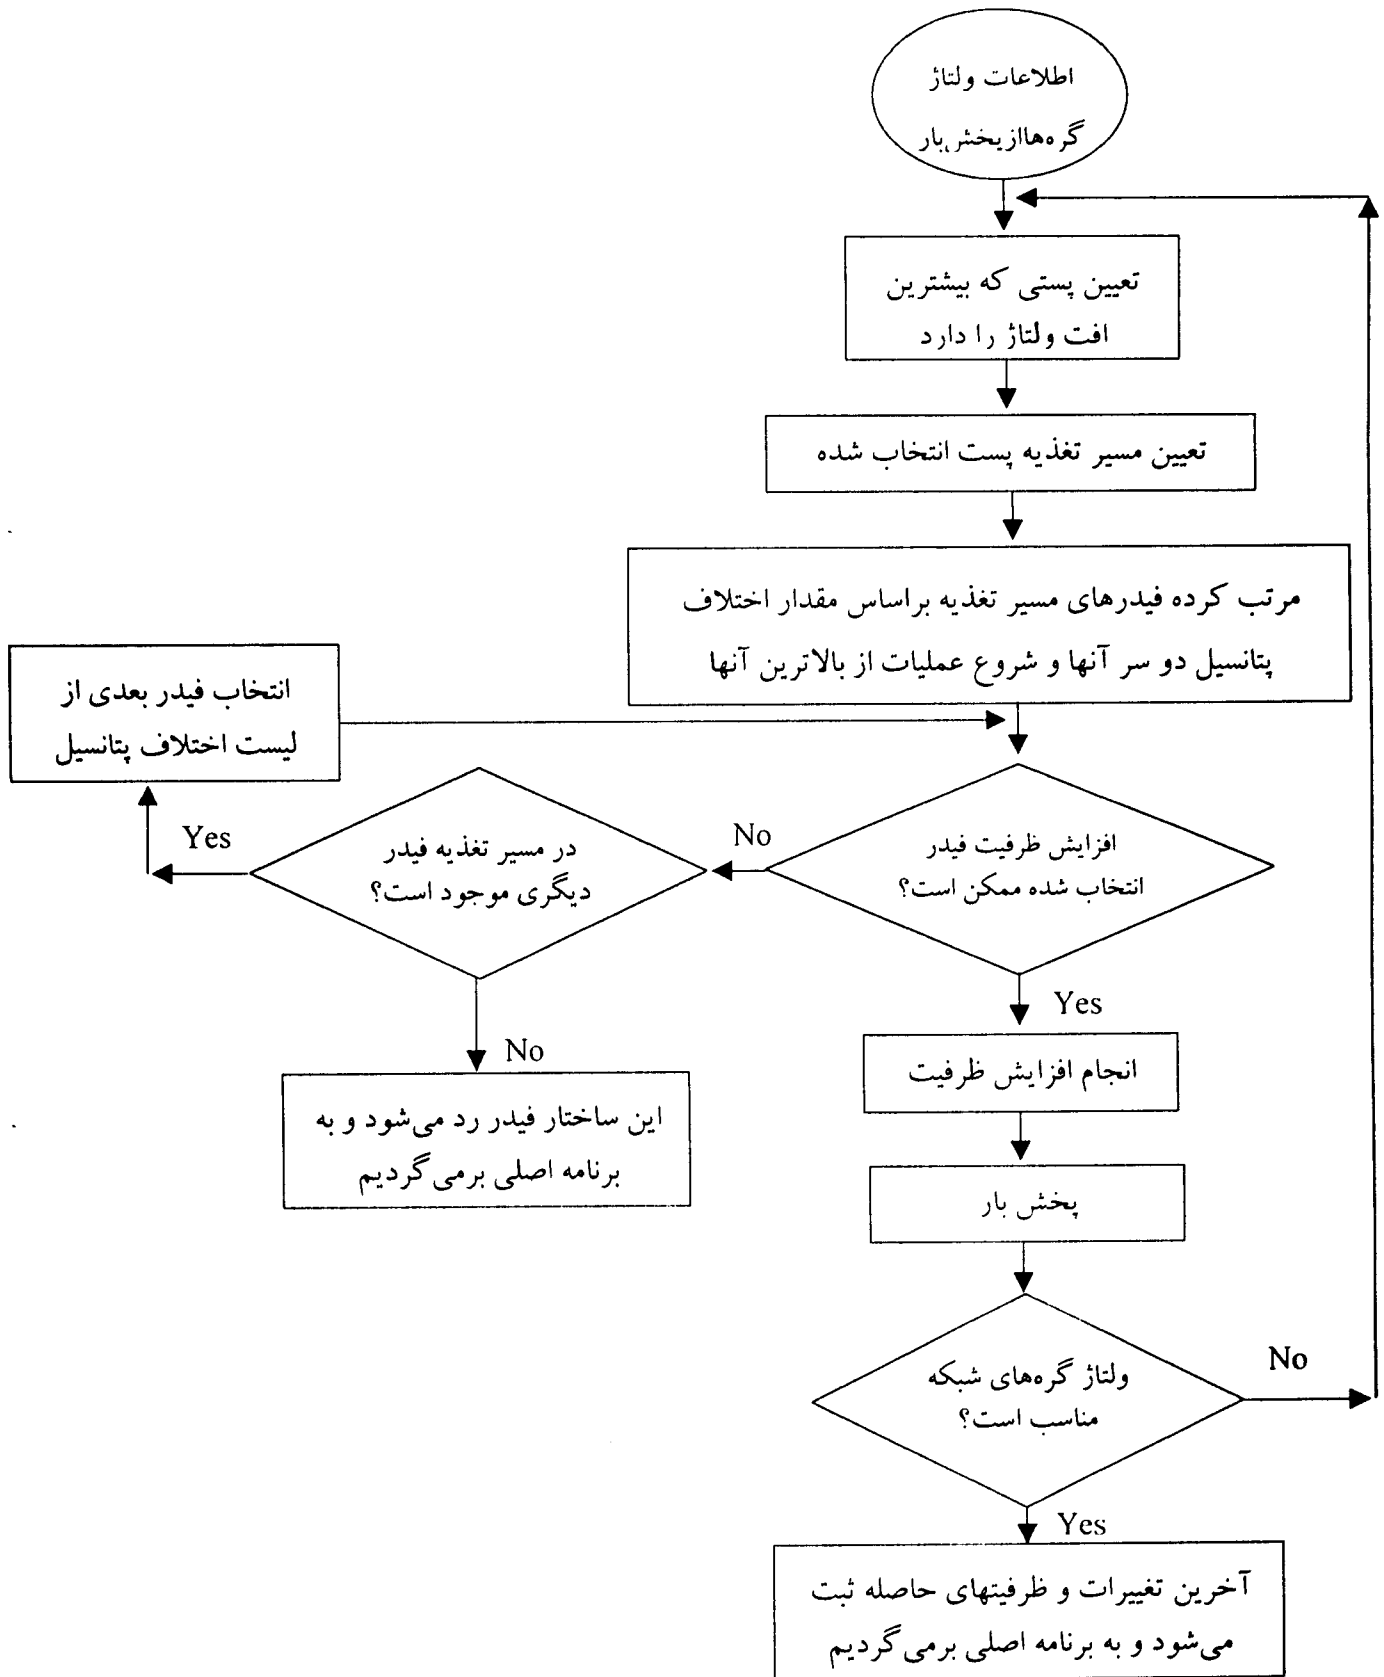 اطلاعات ولتاژ
گره‌ها از پخش بار
تعیین پستی که بیشترین
افت ولتاژ را دارد
تعیین مسیر تغذیه پست انتخاب شده
مرتب کرده فیدرهای مسیر تغذیه براساس مقدار اختلاف
پتانسیل دو سر آنها و شروع عملیات از بالاترین آنها
انتخاب فیدر بعدی از
لیست اختلاف پتانسیل
افزایش ظرفیت فیدر
انتخاب شده ممکن است؟
No
در مسیر تغذیه فیدر
دیگری موجود است؟
Yes
No
این ساختار فیدر رد می‌شود و به
برنامه اصلی برمی‌گردیم
Yes
انجام افزایش ظرفیت
پخش بار
ولتاژ گره‌های شبکه
مناسب است؟
No
Yes
آخرین تغییرات و ظرفیتهای حاصله ثبت
می‌شود و به برنامه اصلی برمی‌گردیم